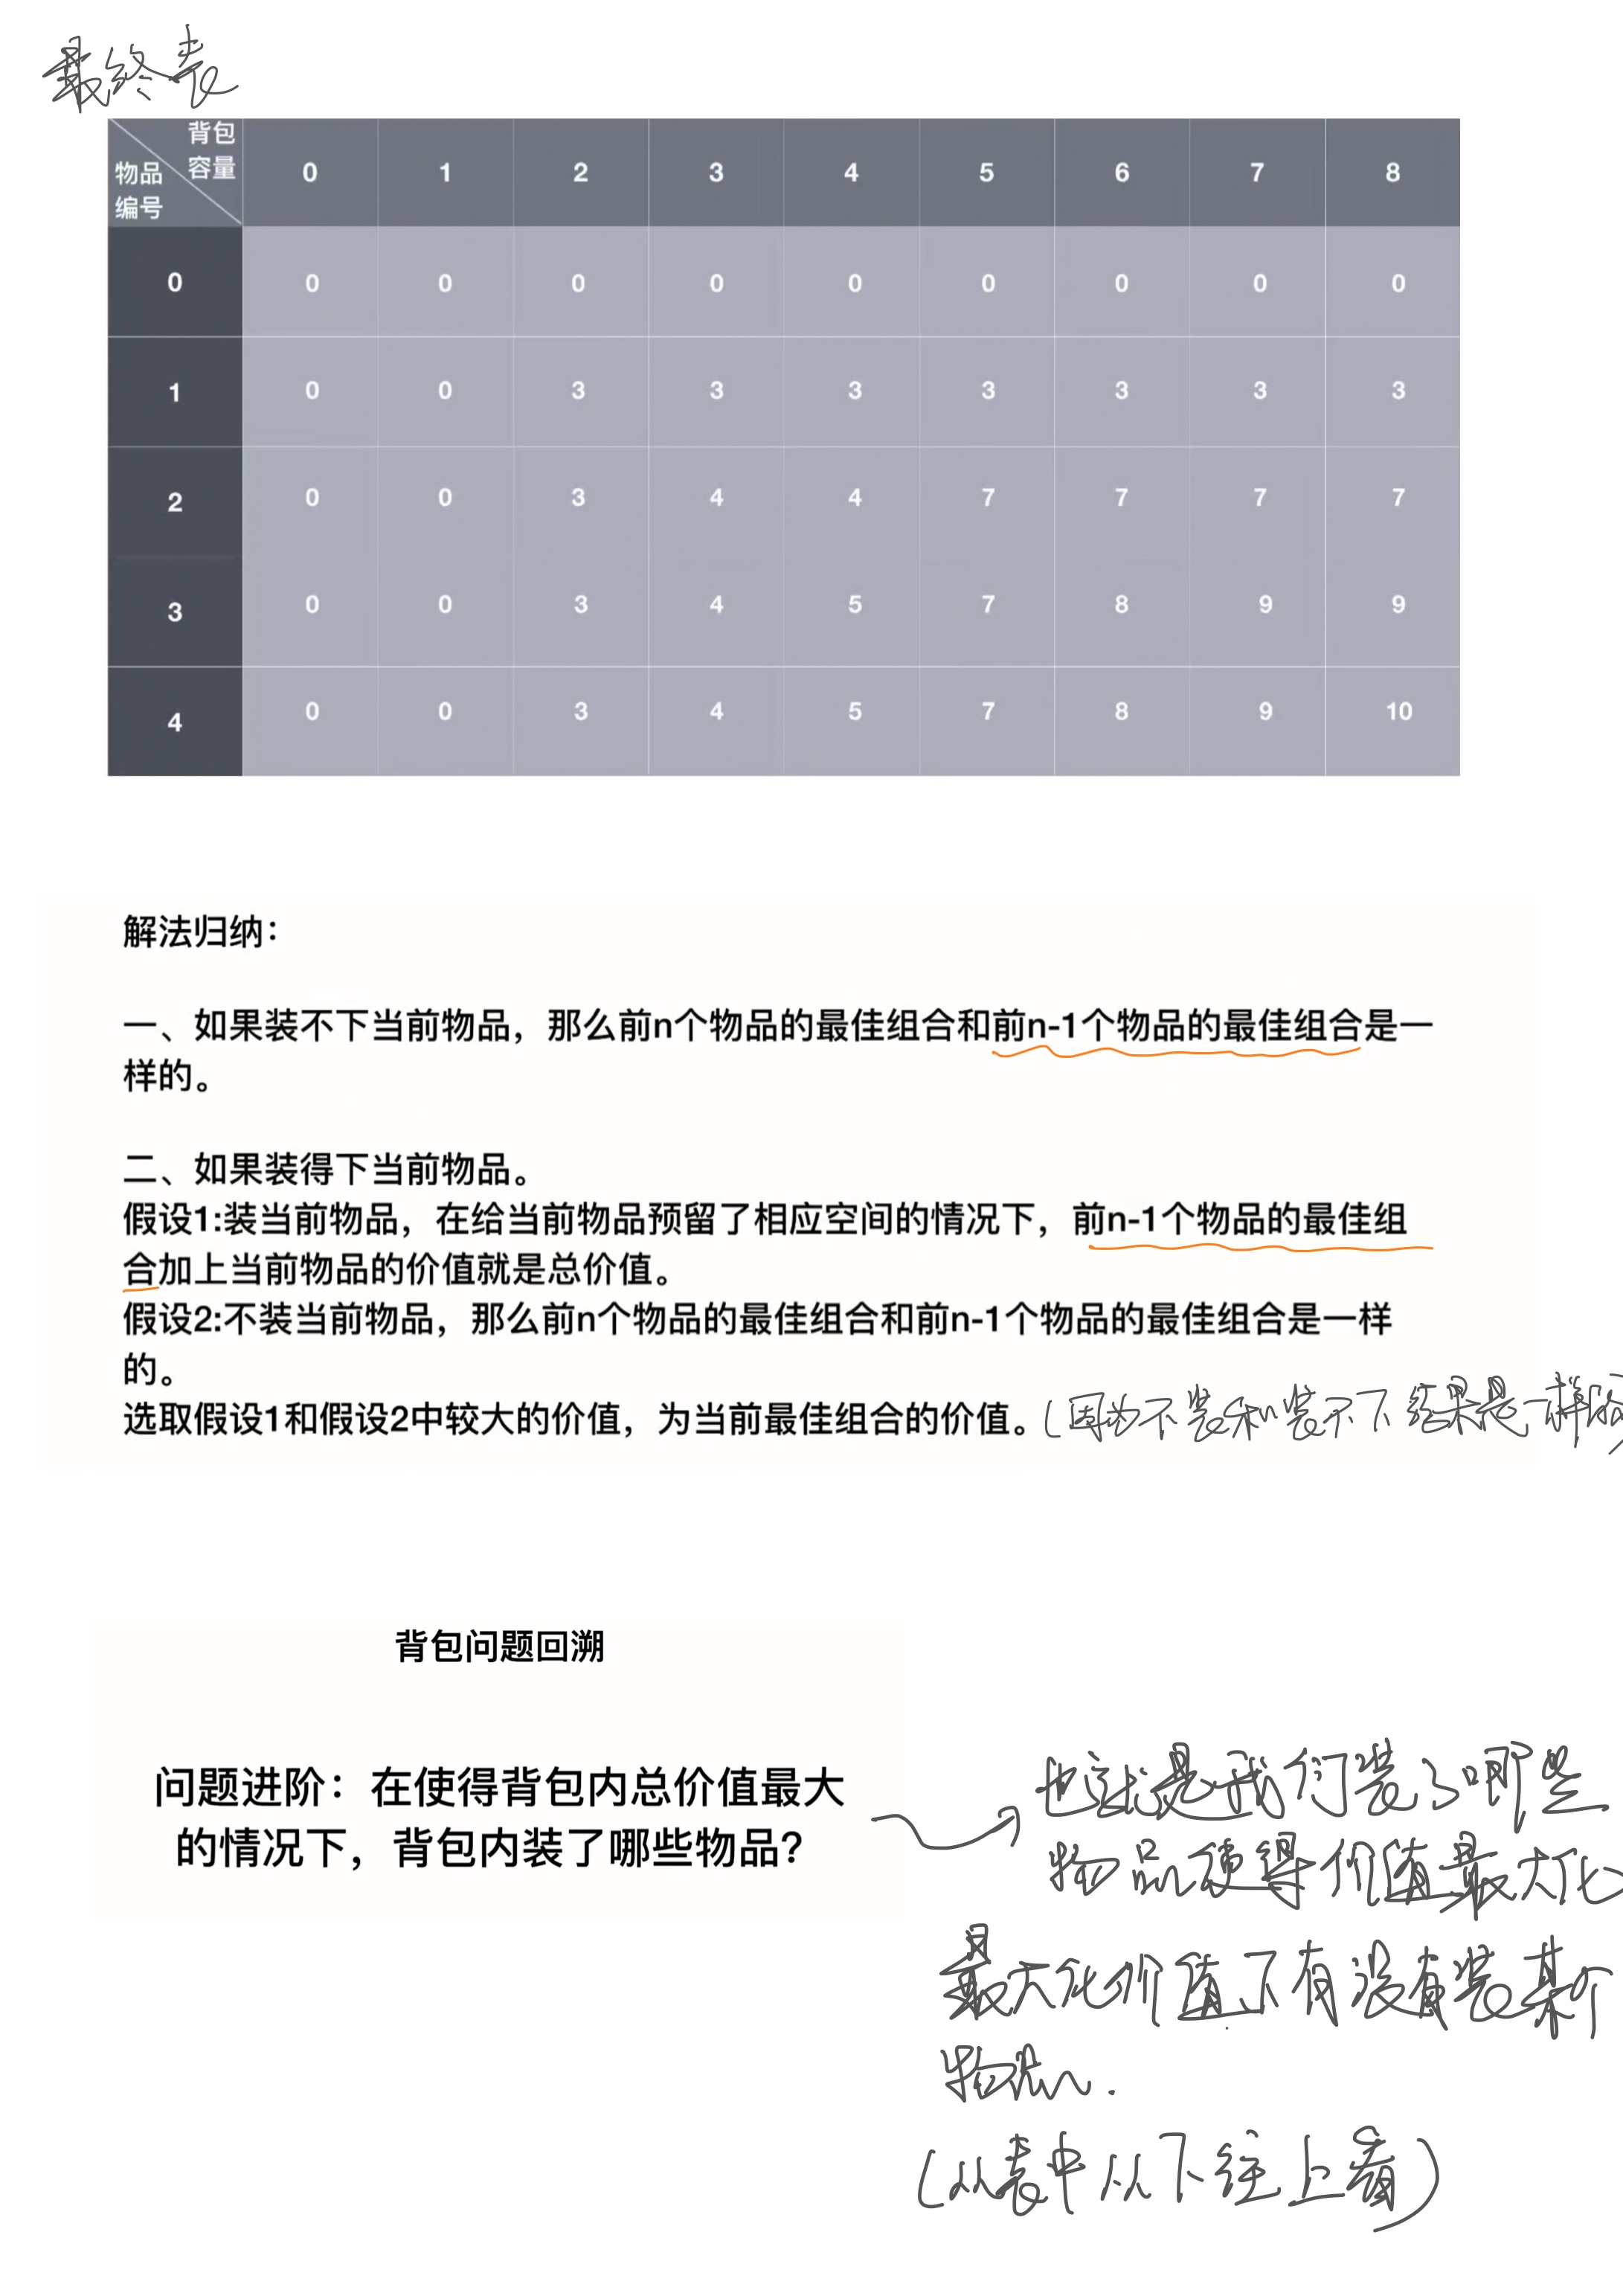 最终表
背包
容量
物品
编号
0 1 2 3 4 5 6 7 8
0 0 0 0 0 0 0 0 0 0
1 0 0 3 3 3 3 3 3 3
2 0 0 3 4 4 7 7 7 7
3 0 0 3 4 5 7 8 9 9
4 0 0 3 4 5 7 8 9 10
解法归纳：
一、如果装不下当前物品，那么前n个物品的最佳组合和前n-1个物品的最佳组合是一
样的。
二、如果装得下当前物品。
假设1:装当前物品，在给当前物品预留了相应空间的情况下，前n-1个物品的最佳组
合加上当前物品的价值就是总价值。
假设2:不装当前物品，那么前n个物品的最佳组合和前n-1个物品的最佳组合是一样
的。
选取假设1和假设2中较大的价值，为当前最佳组合的价值。
(因为不装和装不下结果是一样的
背包问题回溯
问题进阶：在使得背包内总价值最大
的情况下，背包内装了哪些物品？
也就是我们装了哪些
物品使得价值最大化
最大化价值下有没有装某个
物品.
(从表中从下往上看)